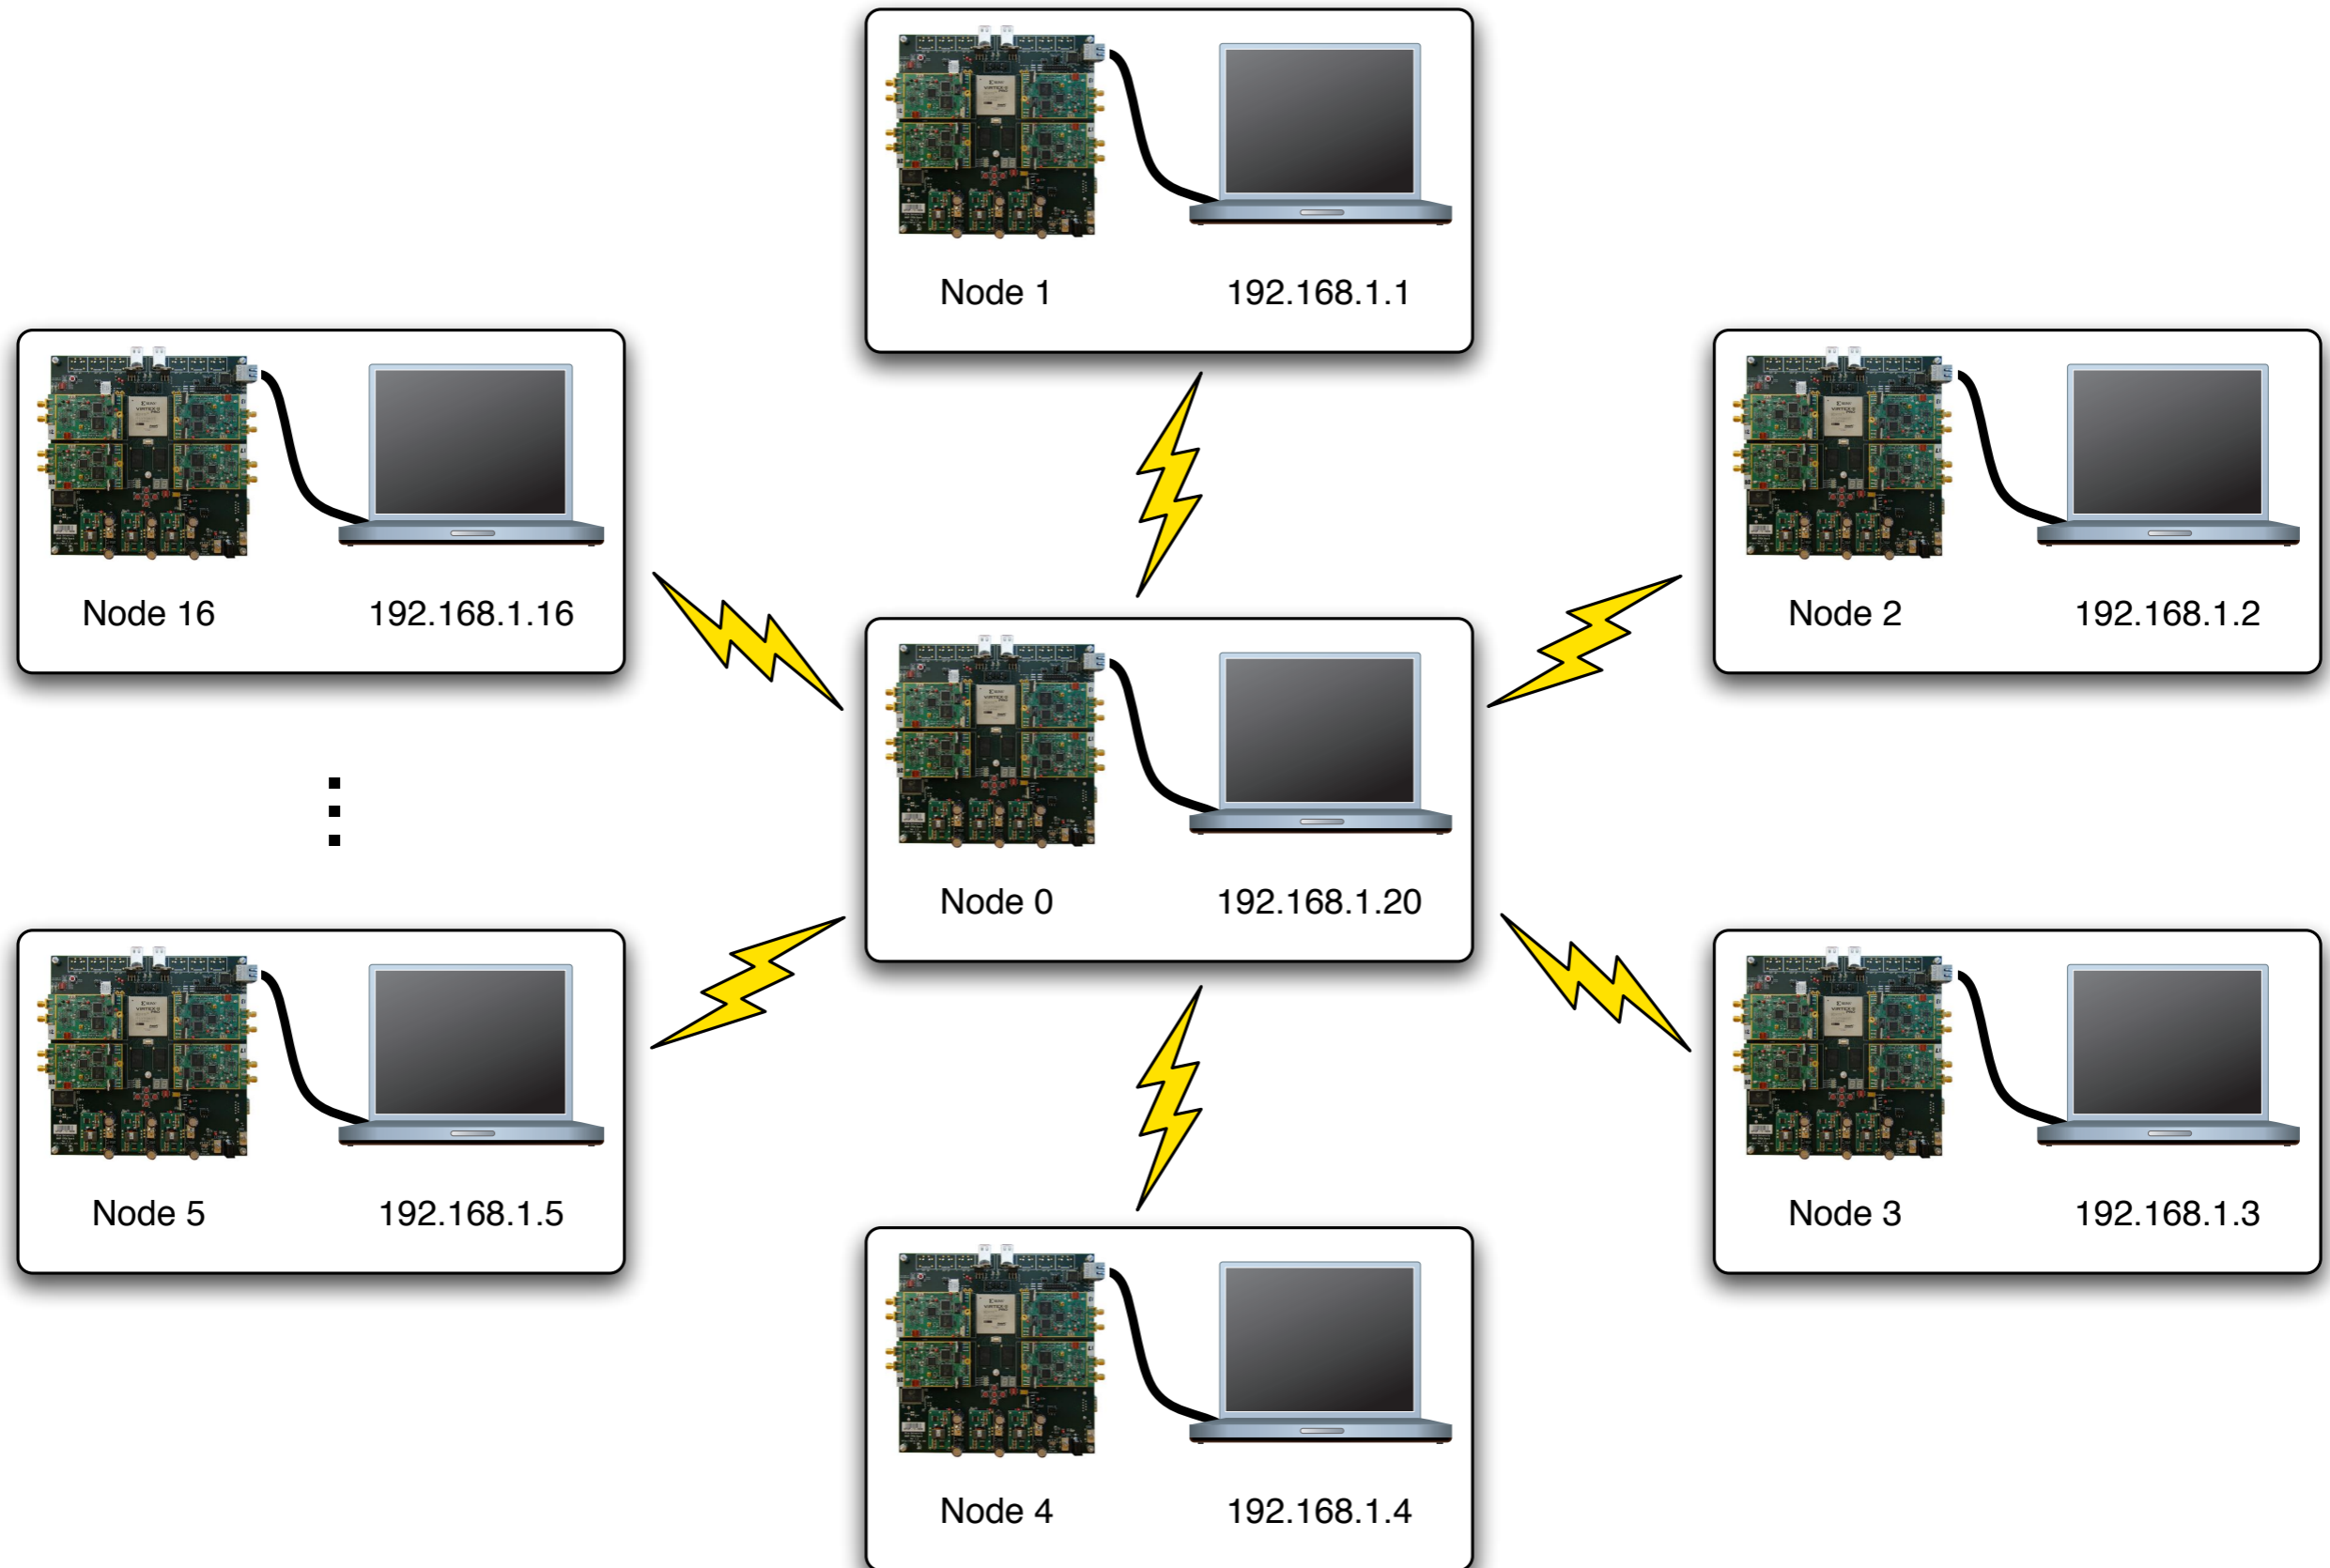 Node 1 192.168.1.1
Node 16 192.168.1.16
Node 2 192.168.1.2
Node 0 192.168.1.20
Node 5 192.168.1.5
Node 3 192.168.1.3
Node 4 192.168.1.4